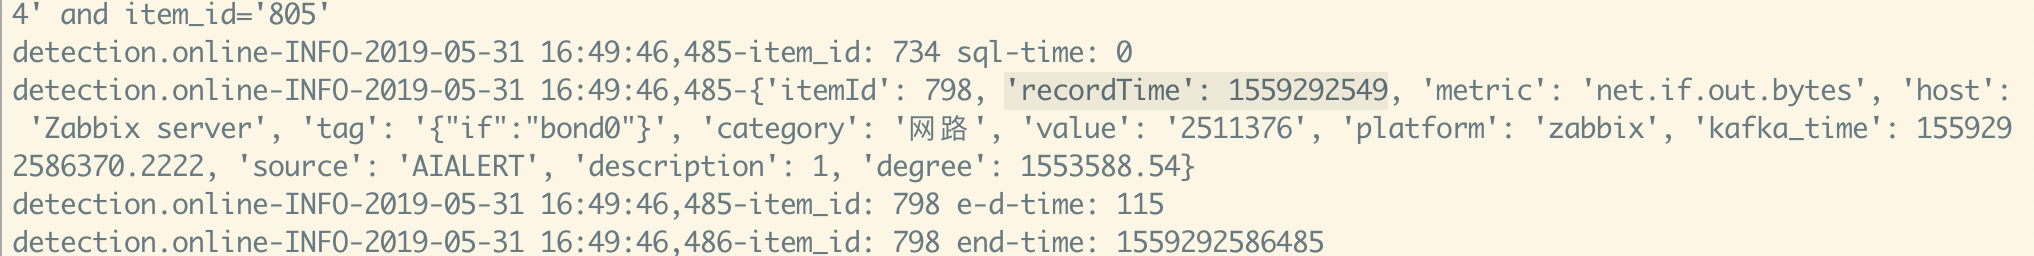 4' and item_id='805'
detection.online-INFO-2019-05-31 16:49:46,485-item_id: 734 sql-time: 0
detection.online-INFO-2019-05-31 16:49:46,485-{'itemId': 798, 'recordTime': 1559292549, 'metric': 'net.if.out.bytes', 'host':
'Zabbix server', 'tag': '{"if":"bond0"}', 'category': '网路', 'value': '2511376', 'platform': 'zabbix', 'kafka_time': 155929
2586370.2222, 'source': 'AIALERT', 'description': 1, 'degree': 1553588.54}
detection.online-INFO-2019-05-31 16:49:46,485-item_id: 798 e-d-time: 115
detection.online-INFO-2019-05-31 16:49:46,486-item_id: 798 end-time: 1559292586485